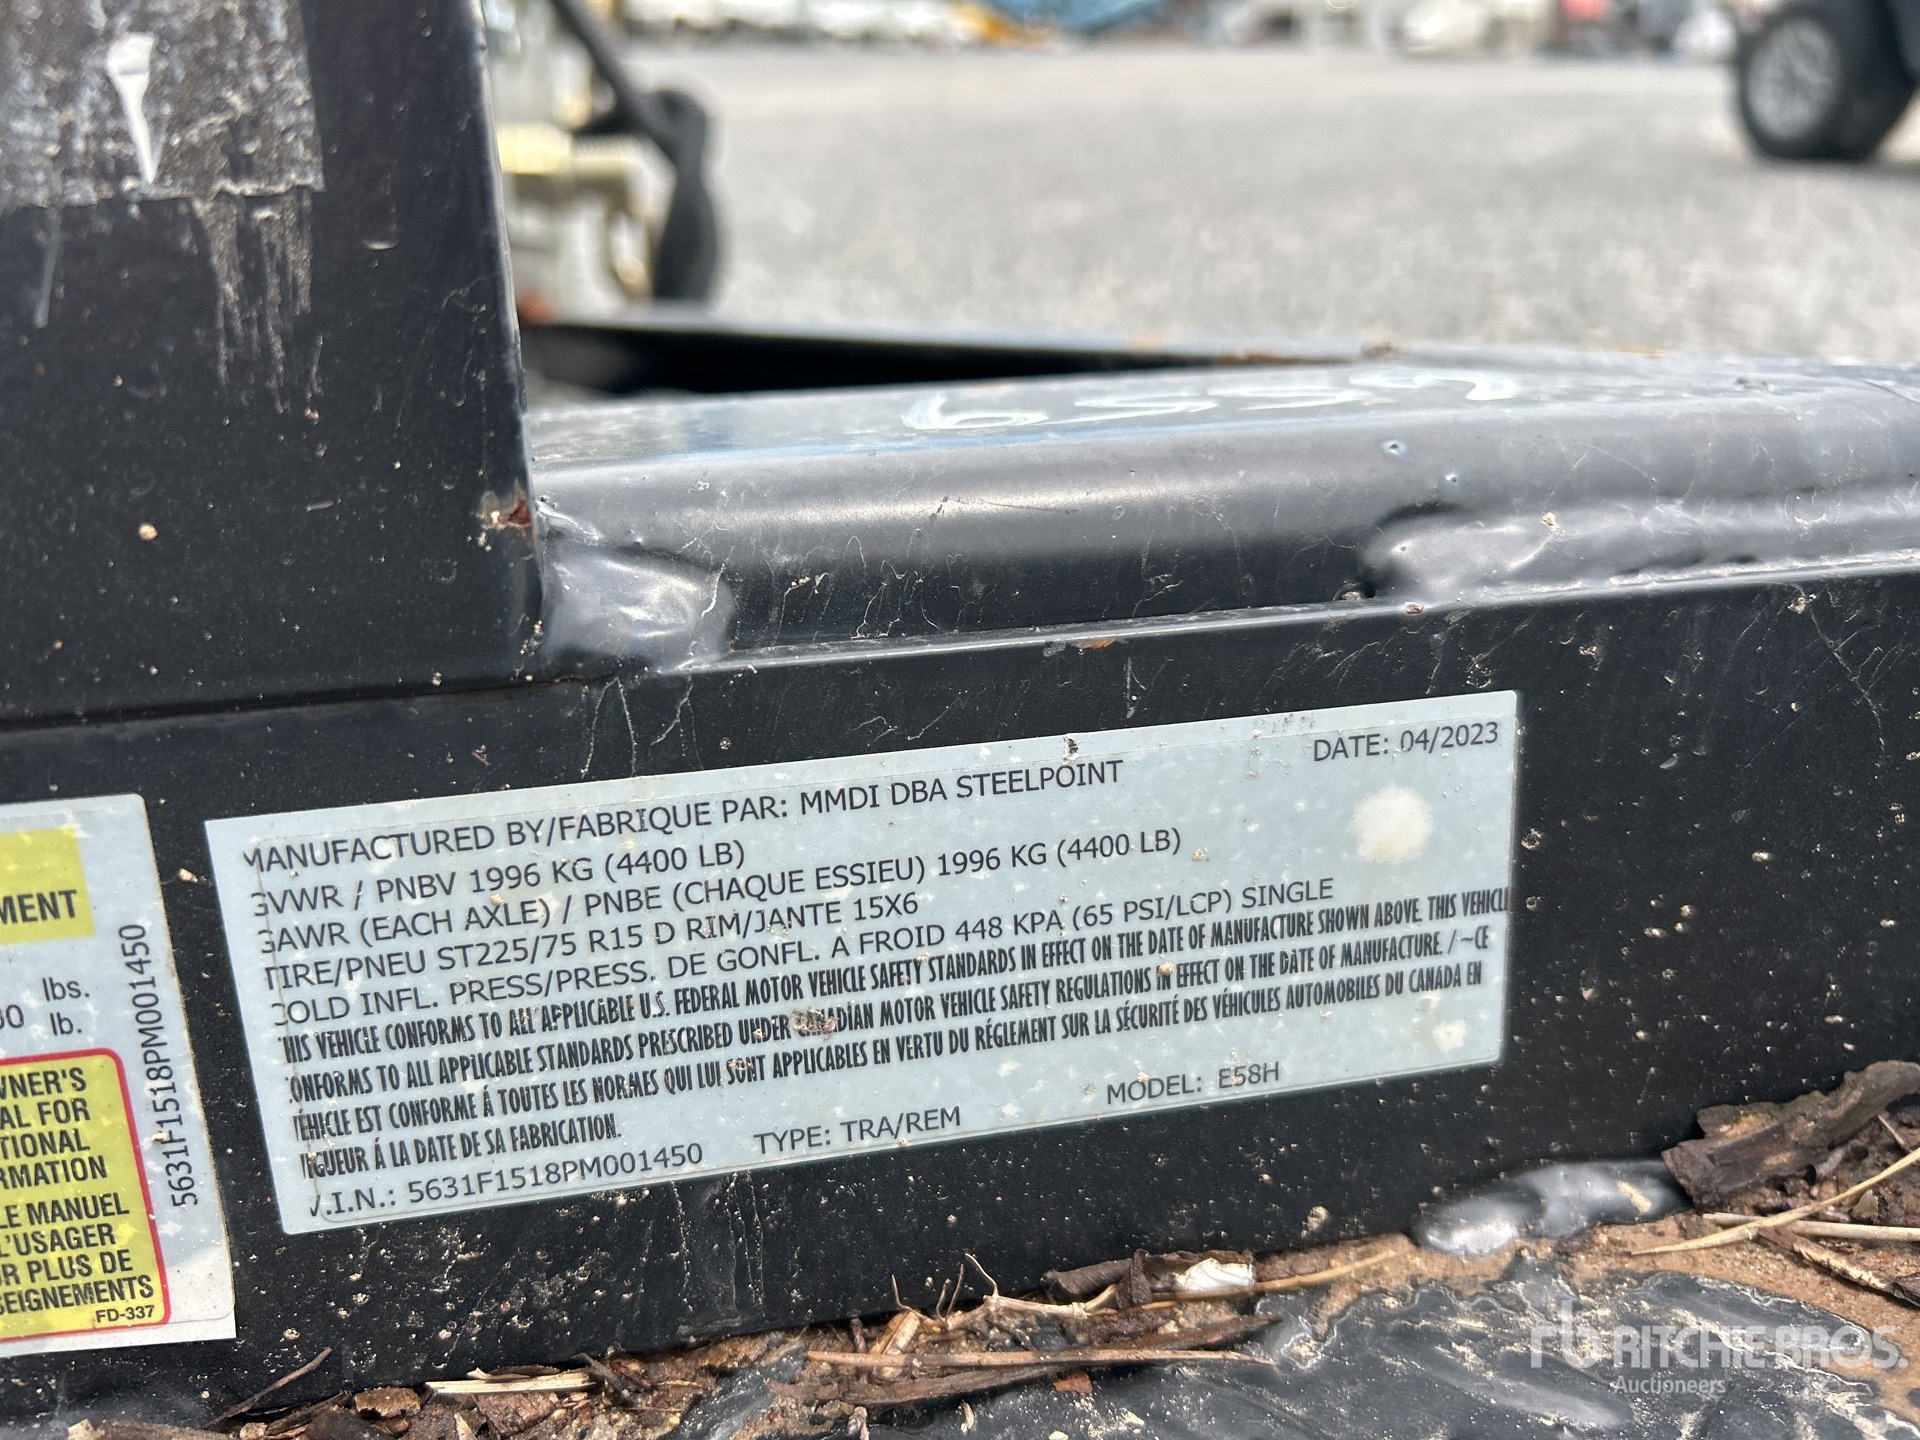 6559
MANUFACTURED BY/FABRIQUE PAR: MMDI DBA STEELPOINT DATE: 04/2023
GVWR / PNBV 1996 KG (4400 LB)
GAWR (EACH AXLE) / PNBE (CHAQUE ESSIEU) 1996 KG (4400 LB)
TIRE/PNEU ST225/75 R15 D RIM/JANTE 15X6
COLD INFL. PRESS/PRESS. DE GONFL. A FROID 448 KPA (65 PSI/LCP) SINGLE
THIS VEHICLE CONFORMS TO ALL APPLICABLE U.S. FEDERAL MOTOR VEHICLE SAFETY STANDARDS IN EFFECT ON THE DATE OF MANUFACTURE SHOWN ABOVE. THIS VEHICL
CONFORMS TO ALL APPLICABLE STANDARDS PRESCRIBED UNDER CANADIAN MOTOR VEHICLE SAFETY REGULATIONS IN EFFECT ON THE DATE OF MANUFACTURE. / ~CE
VÉHICLE EST CONFORME À TOUTES LES NORMES QUI LUI SONT APPLICABLES EN VERTU DU RÉGLEMENT SUR LA SÉCURITÉ DES VÉHICULES AUTOMOBILES DU CANADA EN
VIGUEUR Á LA DATE DE SA FABRICATION.
V.I.N.: 5631F1518PM001450 TYPE: TRA/REM MODEL: E58H
MENT
lbs.
00 lb.
WNER'S
AL FOR
TIONAL
RMATION
LE MANUEL
L'USAGER
R PLUS DE
SEIGNEMENTS
FD-337
5631F1518PM001450
rb RITCHIE BROS.
Auctioneers